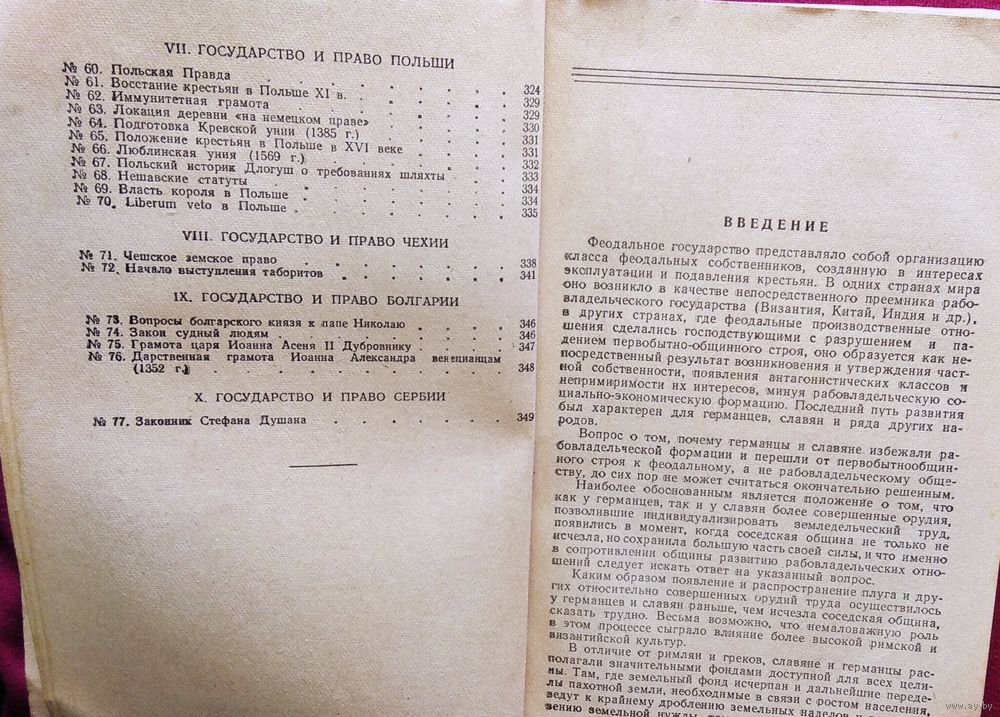 VII. ГОСУДАРСТВО И ПРАВО ПОЛЬШИ
№ 60. Польская Правда . . . . . . . 324
№ 61. Восстание крестьян в Польше XI в. . . . . . 329
№ 62. Иммунитетная грамота . . . . . . 329
№ 63. Локация деревни «на немецком праве» . . . . 330
№ 64. Подготовка Кревской унии (1385 г.) . . . . 331
№ 65. Положение крестьян в Польше в XVI веке . . . 331
№ 66. Люблинская уния (1569 г.) . . . . . 332
№ 67. Польский историк Длогуш о требованиях шляхты . . 333
№ 68. Нешавские статуты . . . . . . 334
№ 69. Власть короля в Польше . . . . . . 334
№ 70. Liberum veto в Польше . . . . . . 335
VIII. ГОСУДАРСТВО И ПРАВО ЧЕХИИ
№ 71. Чешское земское право . . . . . . 338
№ 72. Начало выступления таборитов . . . . . 341
IX. ГОСУДАРСТВО И ПРАВО БОЛГАРИИ
№ 73. Вопросы болгарского князя к папе Николаю . . . . 346
№ 74. Закон судный людям . . . . . . 346
№ 75. Грамота царя Иоанна Асеня II Дубровнику . . . . 347
№ 76. Дарственная грамота Иоанна Александра венецианцам
(1352 г.) . . . . . . . . 348
X. ГОСУДАРСТВО И ПРАВО СЕРБИИ
№ 77. Законник Стефана Душана . . . . . . 349
ВВЕДЕНИЕ
Феодальное государство представляло собой организацию
класса феодальных собственников, созданную в интересах
эксплуатации и подавления крестьян. В одних странах мира
оно возникло в качестве непосредственного преемника рабо-
владельческого государства (Византия, Китай, Индия и др.),
в других странах, где феодальные производственные отно-
шения сделались господствующими с разрушением и па-
дением первобытно-общинного строя, оно образуется как не-
посредственный результат возникновения и утверждения част-
ной собственности, появления антагонистических классов и
непримиримости их интересов, минуя рабовладельческую со-
циально-экономическую формацию. Последний путь развития
был характерен для германцев, славян и ряда других на-
родов.
Вопрос о том, почему германцы и славяне избежали ра-
бовладельческой формации и перешли от первобытнообщин-
ного строя к феодальному, а не рабовладельческому обще-
ству, до сих пор не может считаться окончательно решенным.
Наиболее обоснованным является положение о том, что
как у германцев, так и у славян более совершенные орудия,
позволившие индивидуализировать земледельческий труд,
появились в момент, когда соседская община не только не
исчезла, но сохранила большую часть своей силы, и что именно
в сопротивлении общины развитию рабовладельческих отно-
шений следует искать ответ на указанный вопрос.
Каким образом появление и распространение плуга и дру-
гих относительно совершенных орудий труда осуществилось
у германцев и славян раньше, чем исчезла соседская община,
сказать трудно. Весьма возможно, что немаловажную роль
в этом процессе сыграло влияние более высокой римской и
византийской культур.
В отличие от римлян и греков, славяне и германцы рас-
полагали значительными фондами доступной для всех цели-
ны. Там, где земельный фонд исчерпан и дальнейшие переде-
лы пахотной земли, необходимые в связи с ростом населения,
ведут к крайнему дроблению земельных наделов и
зению земельной нужды,
www.ay.by